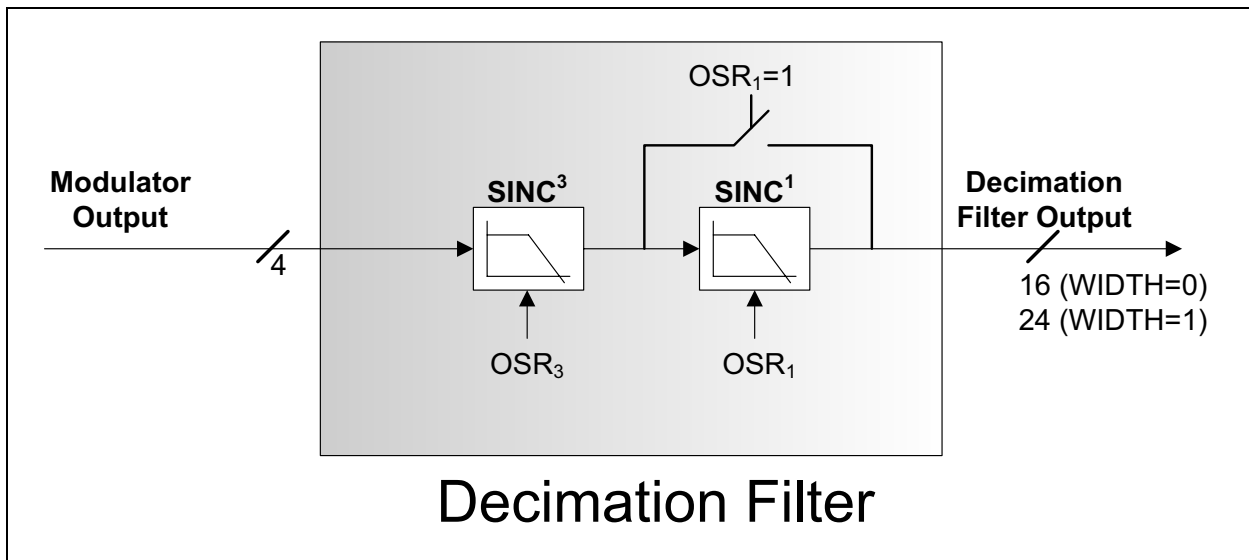 OSR₁=1
Modulator
Output
4
SINC³
SINC¹
OSR₃
OSR₁
Decimation
Filter Output
16 (WIDTH=0)
24 (WIDTH=1)
Decimation Filter